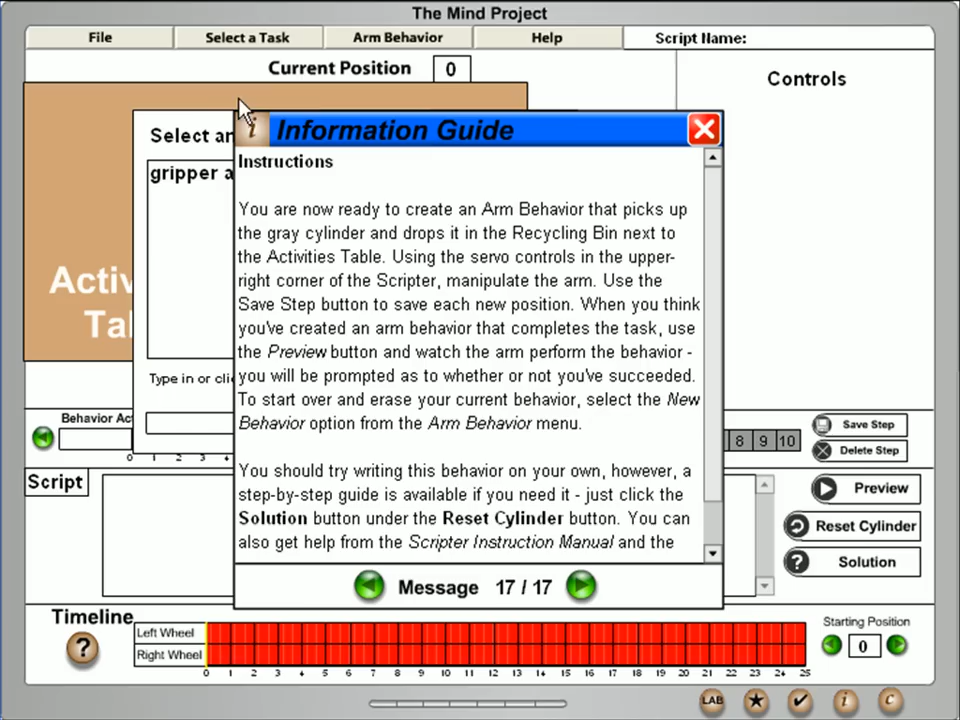 The Mind Project
File Select a Task Arm Behavior Help Script Name:
Current Position 0
Controls
Select an
gripper a
Activ
Tab
Type in or clic
i Information Guide
Instructions
You are now ready to create an Arm Behavior that picks up
the gray cylinder and drops it in the Recycling Bin next to
the Activities Table. Using the servo controls in the upper-
right corner of the Scripter, manipulate the arm. Use the
Save Step button to save each new position. When you think
you've created an arm behavior that completes the task, use
the Preview button and watch the arm perform the behavior -
you will be prompted as to whether or not you've succeeded.
To start over and erase your current behavior, select the New
Behavior option from the Arm Behavior menu.
You should try writing this behavior on your own, however, a
step-by-step guide is available if you need it - just click the
Solution button under the Reset Cylinder button. You can
also get help from the Scripter Instruction Manual and the
Message 17 / 17
Behavior Act
0 1 2 3 4
8 9 10
Save Step
Delete Step
Script
Preview
Reset Cylinder
? Solution
Timeline
?
Left Wheel
Right Wheel
0 1 2 3 4 5 6 7 8 9 10 11 12 13 14 15 16 17 18 19 20 21 22 23 24 25
Starting Position
0
LAB i c